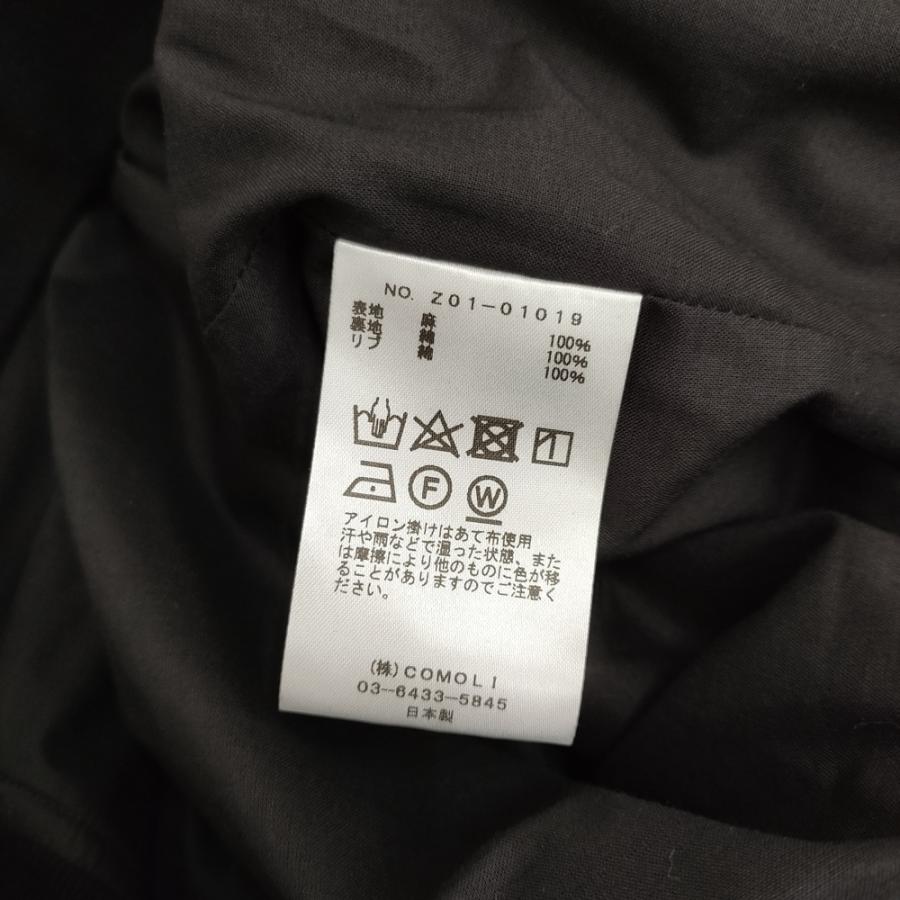 NO. Z01-01019
表地 麻 100%
裏地 綿 100%
リブ 綿 100%
F W
アイロン掛けはあて布使用
汗や雨などで湿った状態、また
は摩擦により他のものに色が移
ることがありますのでご注意く
ださい。
(株)COMOLI
03-6433-5845
日本製